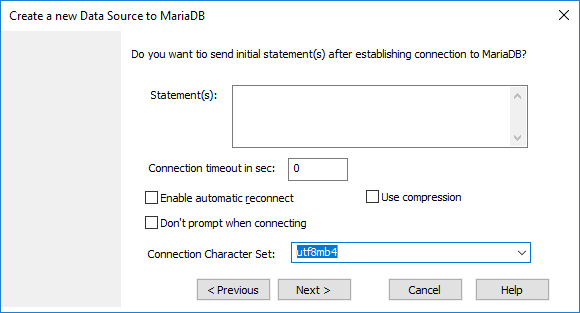 Create a new Data Source to MariaDB
Do you want tio send initial statement(s) after establishing connection to MariaDB?
Statement(s):
Connection timeout in sec: 0
Enable automatic reconnect Use compression
Don't prompt when connecting
Connection Character Set: utf8mb4
< Previous Next > Cancel Help